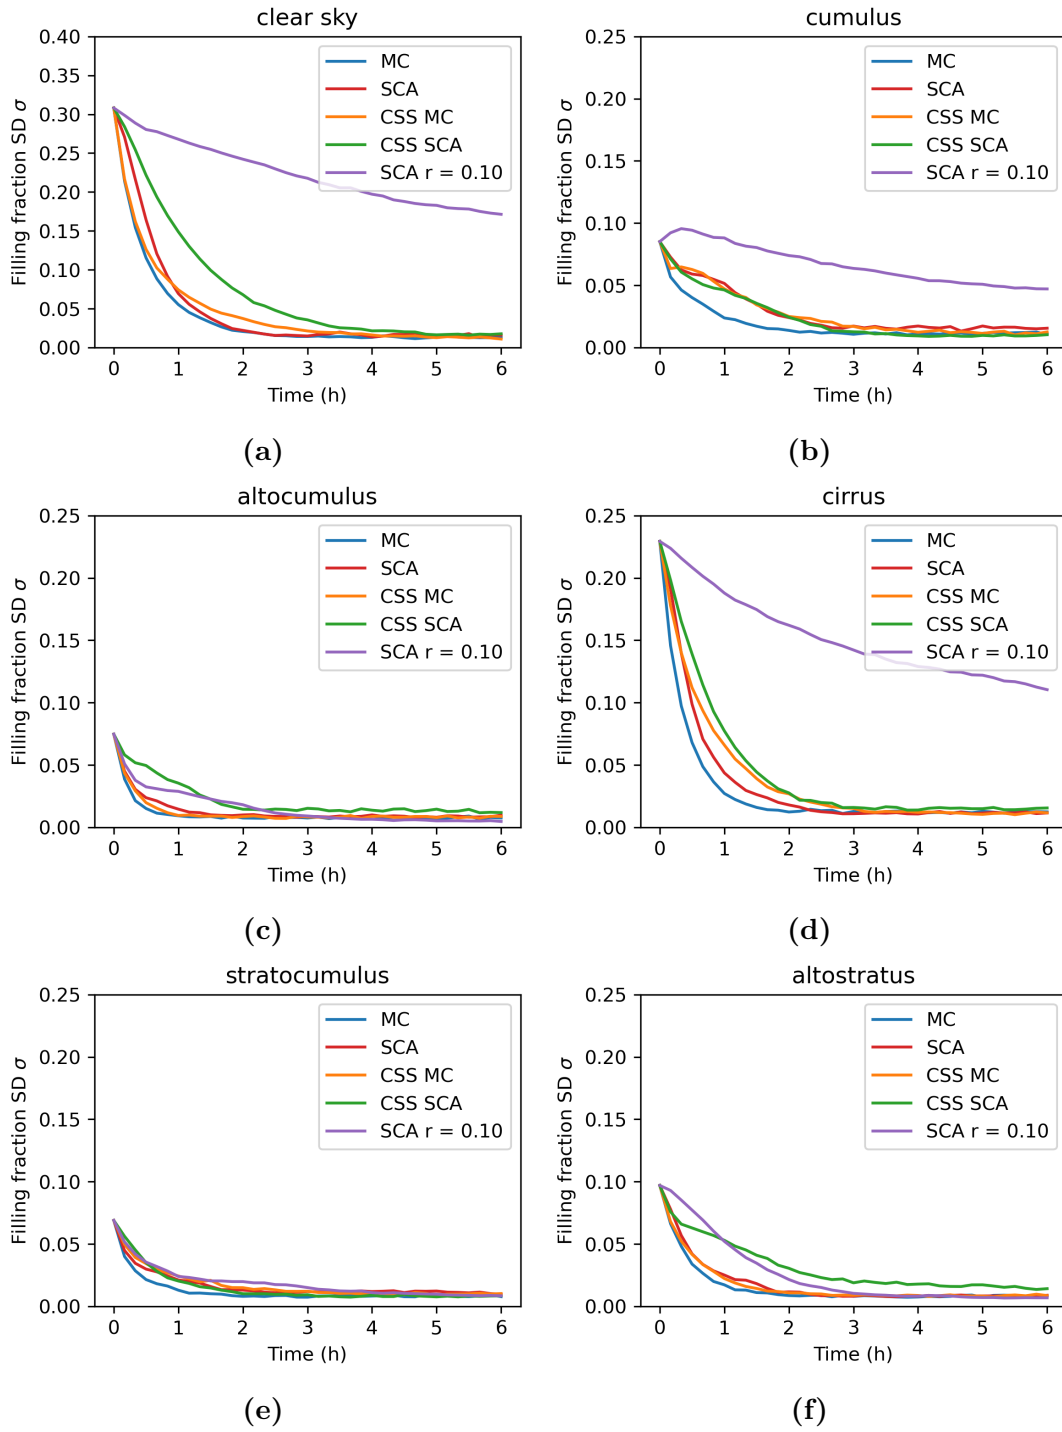 clear sky
Filling fraction SD σ
0.40
0.35
0.30
0.25
0.20
0.15
0.10
0.05
0.00
MC
SCA
CSS MC
CSS SCA
SCA r = 0.10
0 1 2 3 4 5 6
Time (h)
(a)
cumulus
Filling fraction SD σ
0.25
0.20
0.15
0.10
0.05
0.00
MC
SCA
CSS MC
CSS SCA
SCA r = 0.10
0 1 2 3 4 5 6
Time (h)
(b)
altocumulus
Filling fraction SD σ
0.25
0.20
0.15
0.10
0.05
0.00
MC
SCA
CSS MC
CSS SCA
SCA r = 0.10
0 1 2 3 4 5 6
Time (h)
(c)
cirrus
Filling fraction SD σ
0.25
0.20
0.15
0.10
0.05
0.00
MC
SCA
CSS MC
CSS SCA
SCA r = 0.10
0 1 2 3 4 5 6
Time (h)
(d)
stratocumulus
Filling fraction SD σ
0.25
0.20
0.15
0.10
0.05
0.00
MC
SCA
CSS MC
CSS SCA
SCA r = 0.10
0 1 2 3 4 5 6
Time (h)
(e)
altostratus
Filling fraction SD σ
0.25
0.20
0.15
0.10
0.05
0.00
MC
SCA
CSS MC
CSS SCA
SCA r = 0.10
0 1 2 3 4 5 6
Time (h)
(f)